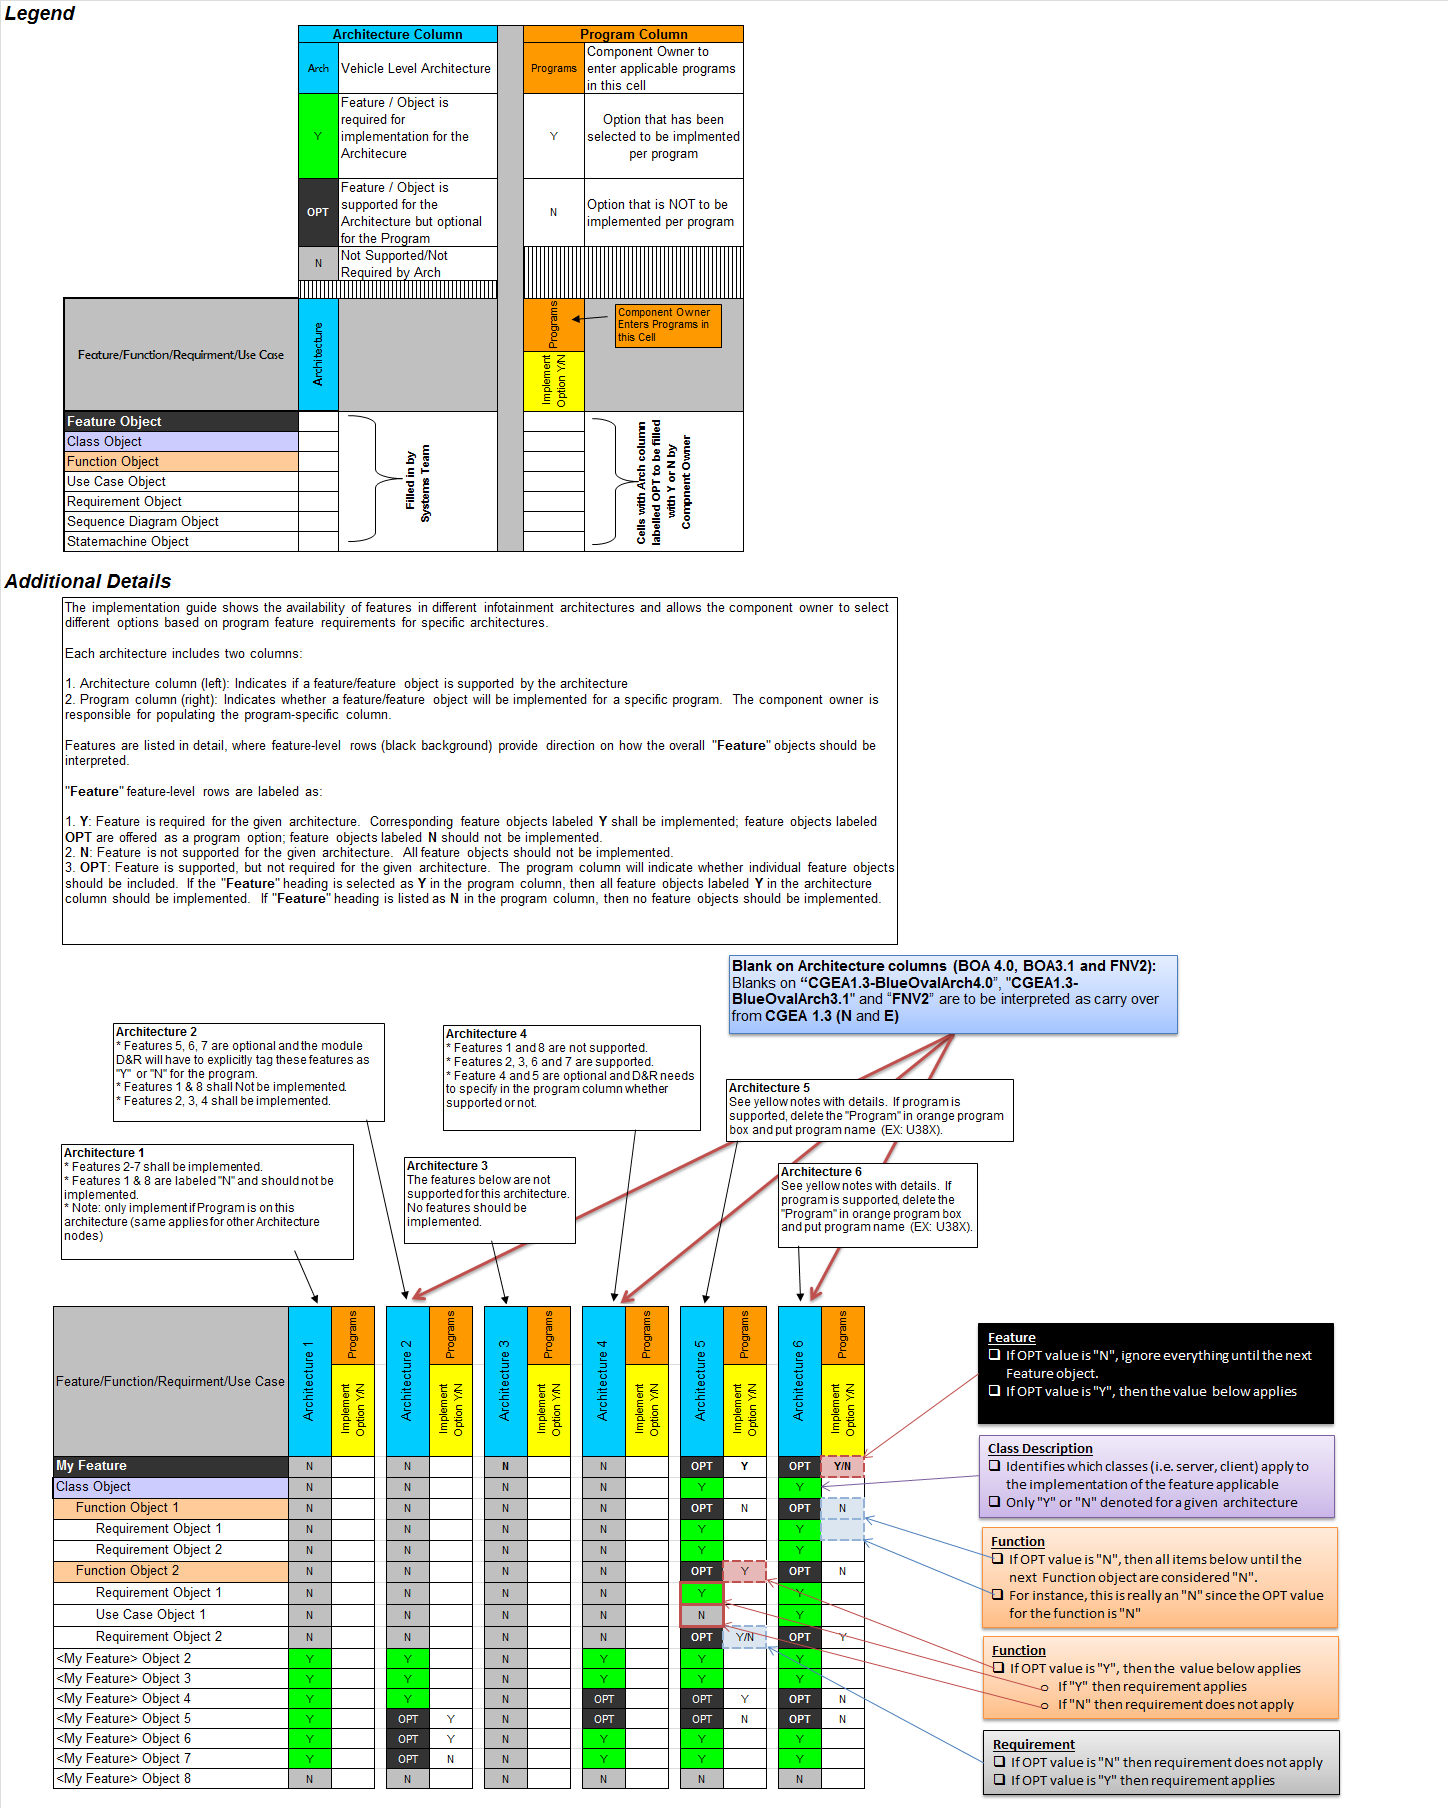 Legend
Architecture Column
Program Column
Arch
Vehicle Level Architecture
Programs
Component Owner to
enter applicable programs
in this cell
Y
Feature / Object is
required for
implementation for the
Architecure
Y
Option that has been
selected to be implmented
per program
OPT
Feature / Object is
supported for the
Architecture but optional
for the Program
N
Option that is NOT to be
implemented per program
N
Not Supported/Not
Required by Arch
Feature/Function/Requirment/Use Case
Architecture
Programs
Implement
Option Y/N
Component Owner
Enters Programs in
this Cell
Feature Object
Class Object
Function Object
Use Case Object
Requirement Object
Sequence Diagram Object
Statemachine Object
Filled in by
Systems Team
Cells with Arch column
labelled OPT to be filled
with Y or N by
Compnent Owner
Additional Details
The implementation guide shows the availability of features in different infotainment architectures and allows the component owner to select
different options based on program feature requirements for specific architectures.
Each architecture includes two columns:
1. Architecture column (left): Indicates if a feature/feature object is supported by the architecture
2. Program column (right): Indicates whether a feature/feature object will be implemented for a specific program. The component owner is
responsible for populating the program-specific column.
Features are listed in detail, where feature-level rows (black background) provide direction on how the overall "Feature" objects should be
interpreted.
"Feature" feature-level rows are labeled as:
1. Y: Feature is required for the given architecture. Corresponding feature objects labeled Y shall be implemented; feature objects labeled
OPT are offered as a program option; feature objects labeled N should not be implemented.
2. N: Feature is not supported for the given architecture. All feature objects should not be implemented.
3. OPT: Feature is supported, but not required for the given architecture. The program column will indicate whether individual feature objects
should be included. If the "Feature" heading is selected as Y in the program column, then all feature objects labeled Y in the architecture
column should be implemented. If "Feature" heading is listed as N in the program column, then no feature objects should be implemented.
Blank on Architecture columns (BOA 4.0, BOA3.1 and FNV2):
Blanks on “CGEA1.3-BlueOvalArch4.0”, "CGEA1.3-
BlueOvalArch3.1" and “FNV2” are to be interpreted as carry over
from CGEA 1.3 (N and E)
Architecture 2
* Features 5, 6, 7 are optional and the module
D&R will have to explicitly tag these features as
"Y" or "N" for the program.
* Features 1 & 8 shall Not be implemented.
* Features 2, 3, 4 shall be implemented.
Architecture 4
* Features 1 and 8 are not supported.
* Features 2, 3, 6 and 7 are supported.
* Feature 4 and 5 are optional and D&R needs
to specify in the program column whether
supported or not.
Architecture 5
See yellow notes with details. If program is
supported, delete the "Program" in orange program
box and put program name (EX: U38X).
Architecture 1
* Features 2-7 shall be implemented.
* Features 1 & 8 are labeled "N" and should not be
implemented.
* Note: only implement if Program is on this
architecture (same applies for other Architecture
nodes)
Architecture 3
The features below are not
supported for this architecture.
No features should be
implemented.
Architecture 6
See yellow notes with details. If
program is supported, delete the
"Program" in orange program box
and put program name (EX: U38X).
Feature/Function/Requirment/Use Case
Architecture 1
Programs
Implement
Option Y/N
Architecture 2
Programs
Implement
Option Y/N
Architecture 3
Programs
Implement
Option Y/N
Architecture 4
Programs
Implement
Option Y/N
Architecture 5
Programs
Implement
Option Y/N
Architecture 6
Programs
Implement
Option Y/N
My Feature N N N N OPT Y OPT Y/N
Class Object N N N N Y Y
Function Object 1 N N N N OPT N OPT N
Requirement Object 1 N N N N Y Y
Requirement Object 2 N N N N Y Y
Function Object 2 N N N N OPT Y OPT N
Requirement Object 1 N N N N Y Y
Use Case Object 1 N N N N N Y
Requirement Object 2 N N N N OPT Y/N OPT Y
<My Feature> Object 2 Y Y N Y Y Y
<My Feature> Object 3 Y Y N Y Y Y
<My Feature> Object 4 Y Y N OPT OPT Y OPT N
<My Feature> Object 5 Y OPT Y N OPT OPT N OPT N
<My Feature> Object 6 Y OPT Y N Y Y Y
<My Feature> Object 7 Y OPT N N Y Y Y
<My Feature> Object 8 N N N N N N
Feature
If OPT value is "N", ignore everything until the next
Feature object.
If OPT value is "Y", then the value below applies
Class Description
Identifies which classes (i.e. server, client) apply to
the implementation of the feature applicable
Only "Y" or "N" denoted for a given architecture
Function
If OPT value is "N", then all items below until the
next Function object are considered "N".
For instance, this is really an "N" since the OPT value
for the function is "N"
Function
If OPT value is "Y", then the value below applies
o If "Y" then requirement applies
o If "N" then requirement does not apply
Requirement
If OPT value is "N" then requirement does not apply
If OPT value is "Y" then requirement applies